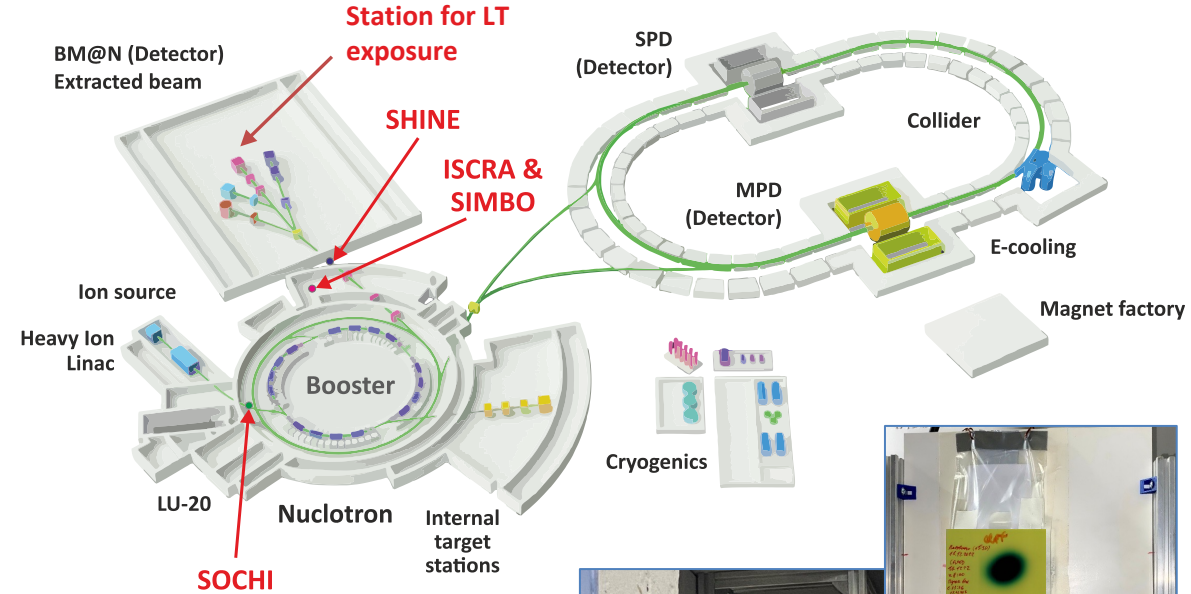 Station for LT
exposure
BM@N (Detector)
Extracted beam
SPD
(Detector)
SHINE
Collider
ISCRA &
SIMBO
MPD
(Detector)
E-cooling
Ion source
Magnet factory
Heavy Ion
Linac
Booster
Cryogenics
LU-20
Nuclotron
Internal
target
stations
SOCHI